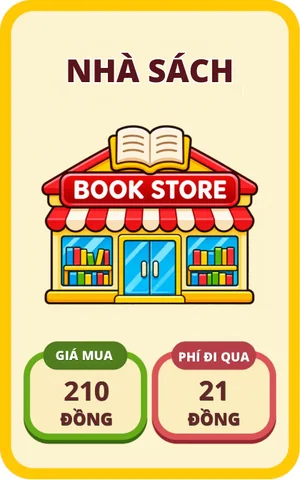 NHÀ SÁCH
BOOK STORE
GIÁ MUA
210
ĐỒNG
PHÍ ĐI QUA
21
ĐỒNG